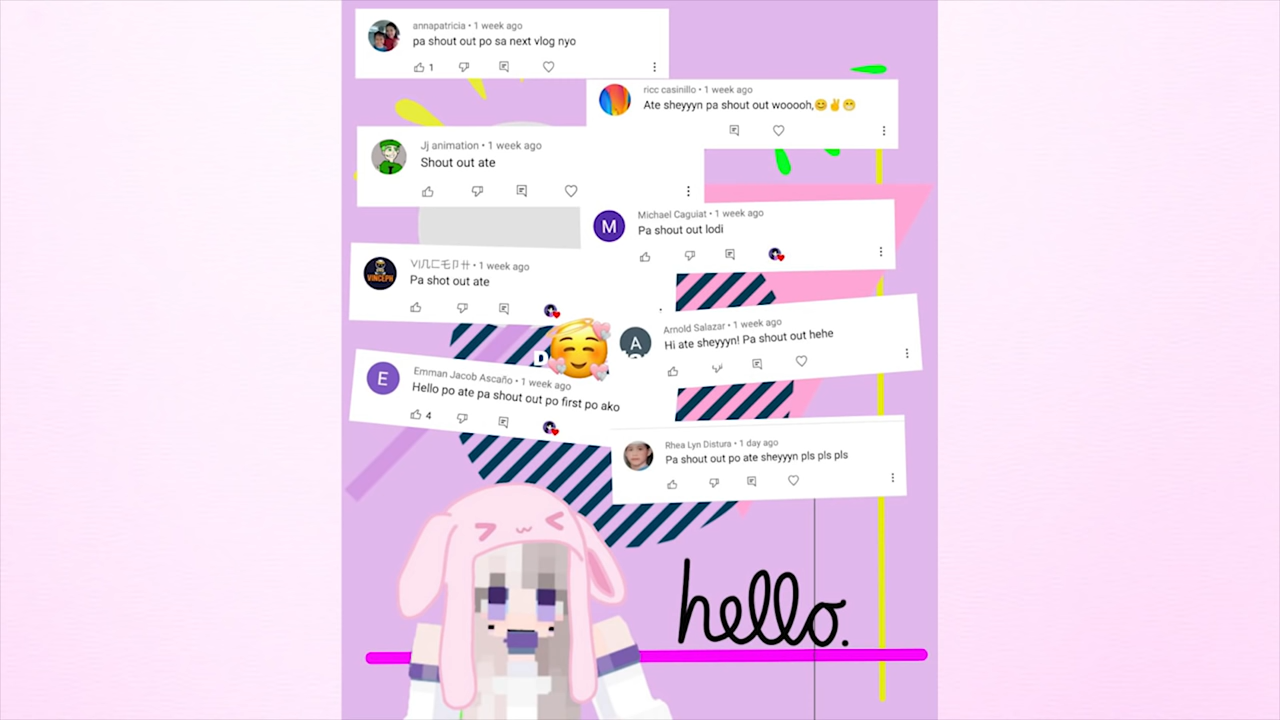 annapatricia • 1 week ago
pa shout out po sa next vlog nyo
1
ricc casinillo • 1 week ago
Ate sheyyyn pa shout out wooooh,😊✌️😁
Jj animation • 1 week ago
Shout out ate
M
Michael Caguiat • 1 week ago
Pa shout out lodi
VINCEPH
• 1 week ago
Pa shot out ate
A
Arnold Salazar • 1 week ago
Hi ate sheyyyn! Pa shout out hehe
E
Emman Jacob Ascaño • 1 week ago
Hello po ate pa shout out po first po ako
4
Rhea Lyn Distura • 1 day ago
Pa shout out po ate sheyyyn pls pls pls
hello.